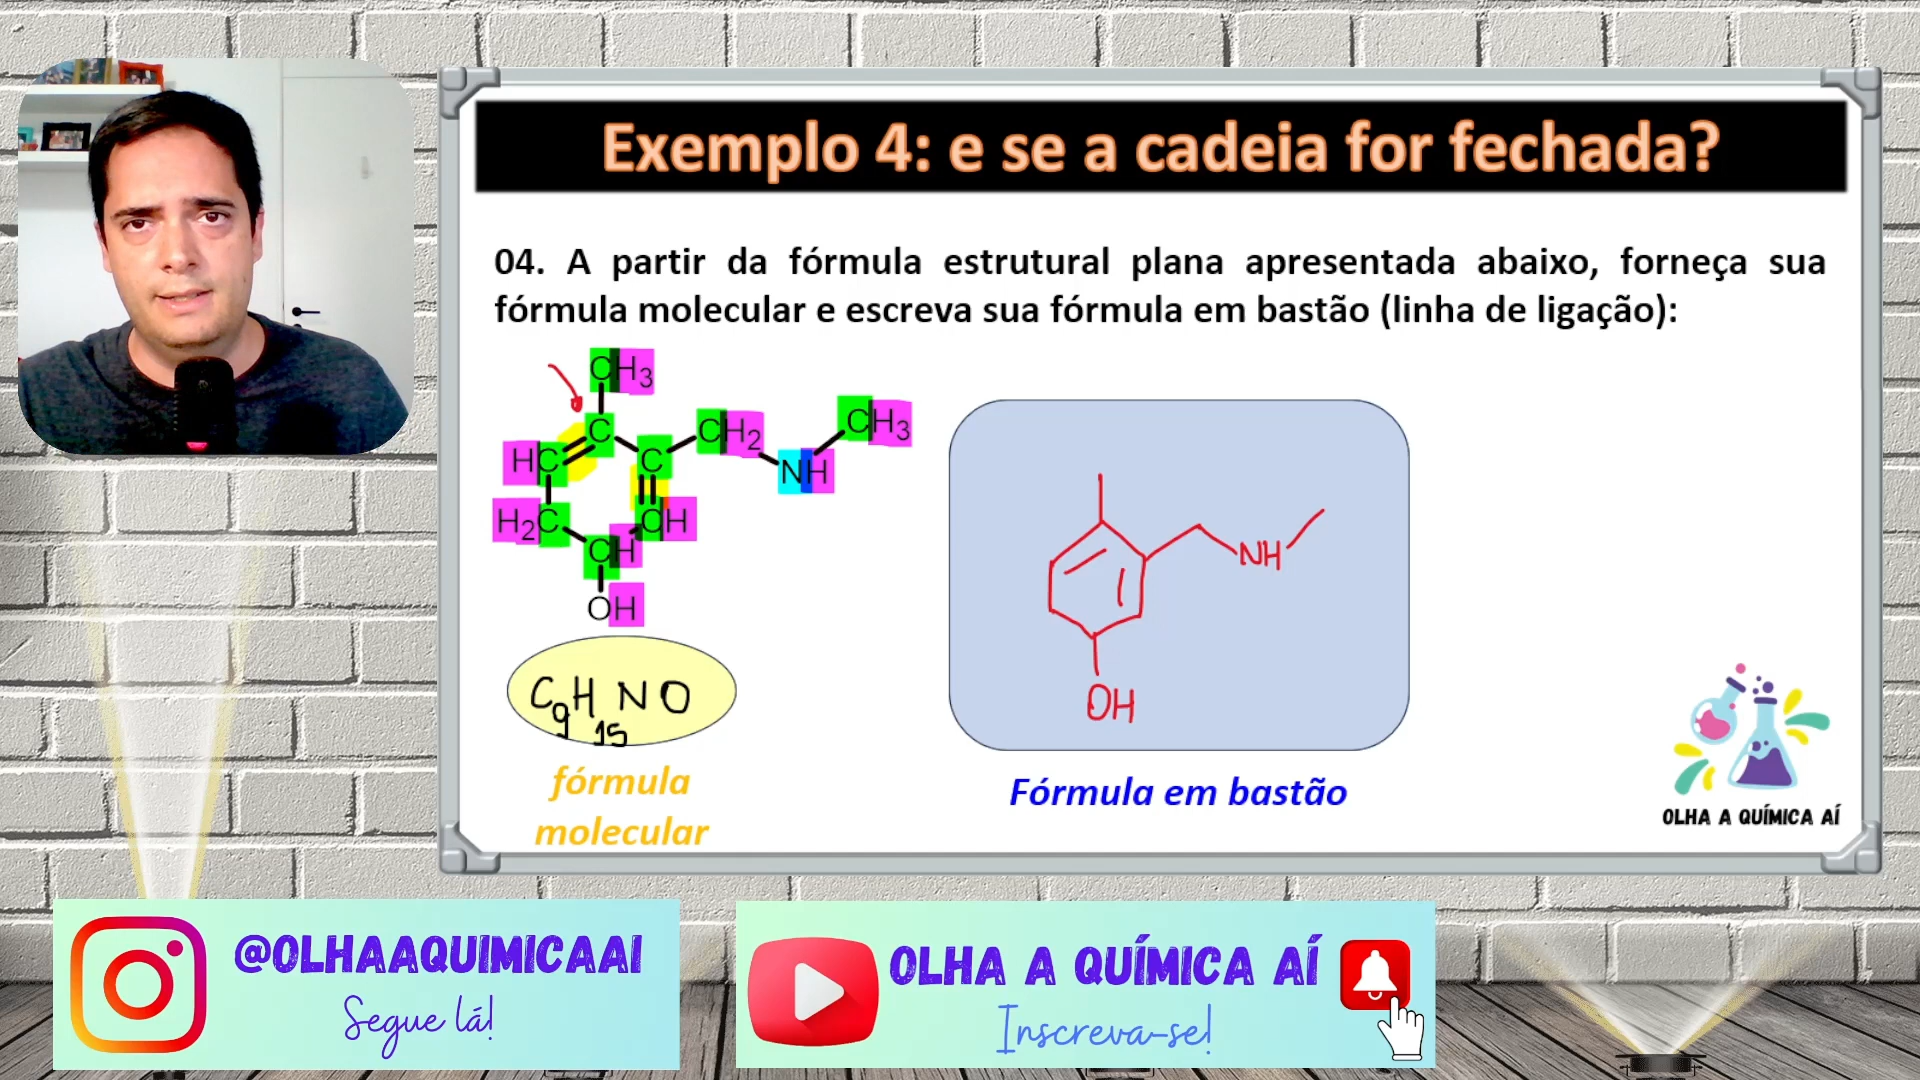 Exemplo 4: e se a cadeia for fechada?
04. A partir da fórmula estrutural plana apresentada abaixo, forneça sua
fórmula molecular e escreva sua fórmula em bastão (linha de ligação):
CH3
C
CH2
CH3
HC
C
NH
H2C
CH
CH
OH
C9H15NO
fórmula
molecular
NH
OH
Fórmula em bastão
OLHA A QUÍMICA AÍ
@OLHAAQUIMICAAI
Segue lá!
OLHA A QUÍMICA AÍ
Inscreva-se!